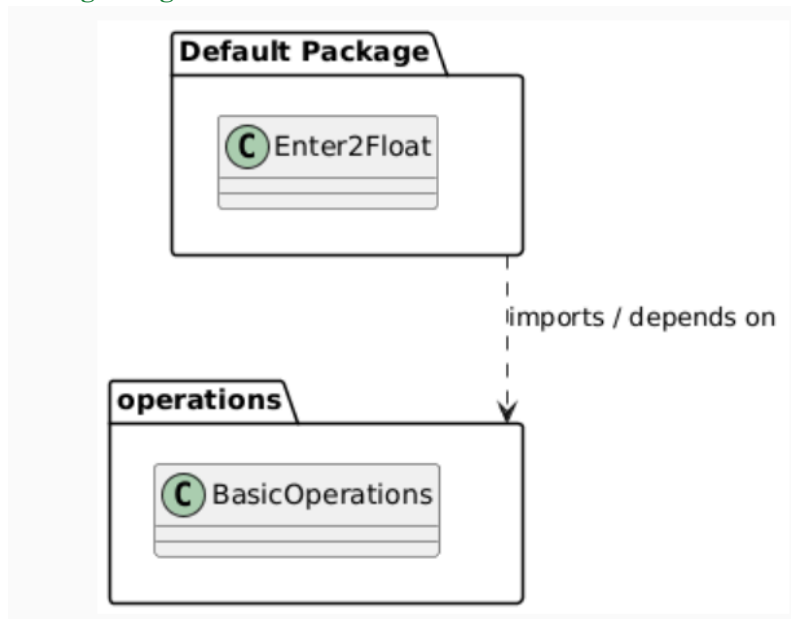 Default Package
C Enter2Float
imports / depends on
operations
C BasicOperations